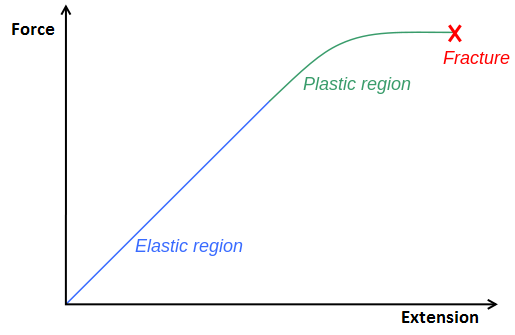 Force
Fracture
Plastic region
Elastic region
Extension